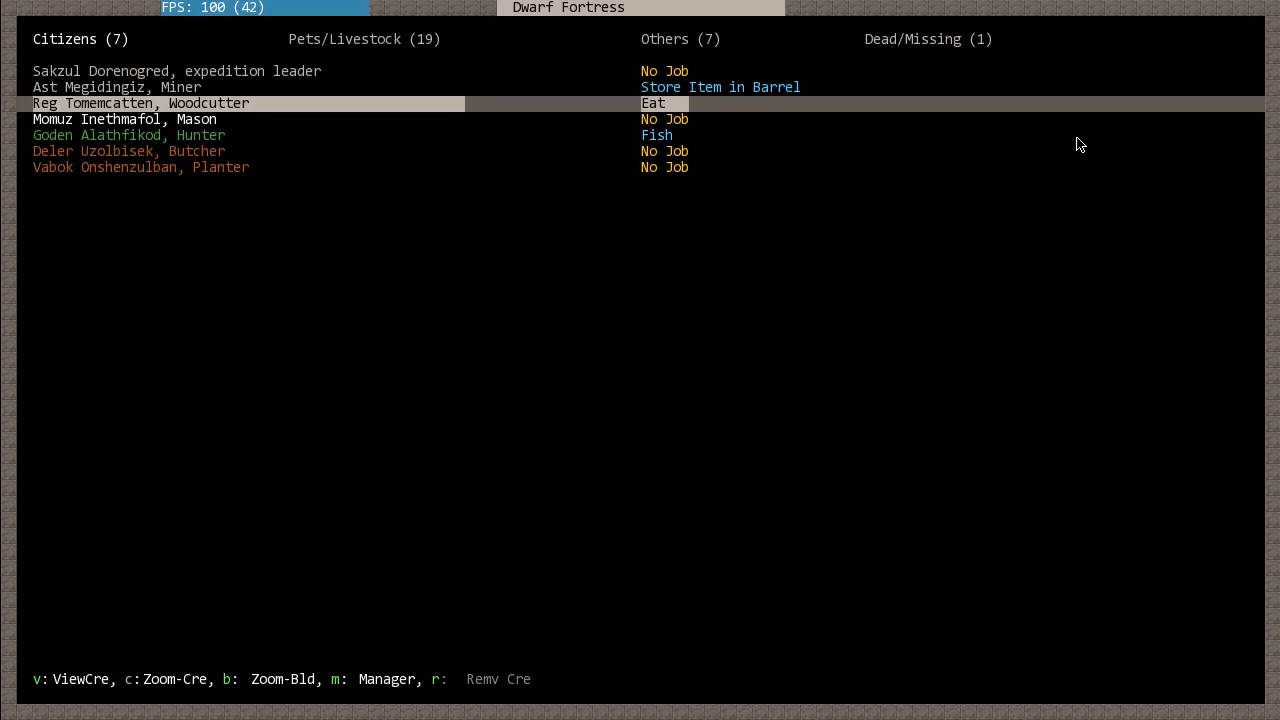 FPS: 100 (42) Dwarf Fortress
Citizens (7) Pets/Livestock (19) Others (7) Dead/Missing (1)
Sakzul Dorenogred, expedition leader No Job
Ast Megidingiz, Miner Store Item in Barrel
Reg Tomemcatten, Woodcutter Eat
Momuz Inethmafol, Mason No Job
Goden Alathfikod, Hunter Fish
Deler Uzolbisek, Butcher No Job
Vabok Onshenzulban, Planter No Job
v: ViewCre, c: Zoom-Cre, b: Zoom-Bld, m: Manager, r: Remv Cre